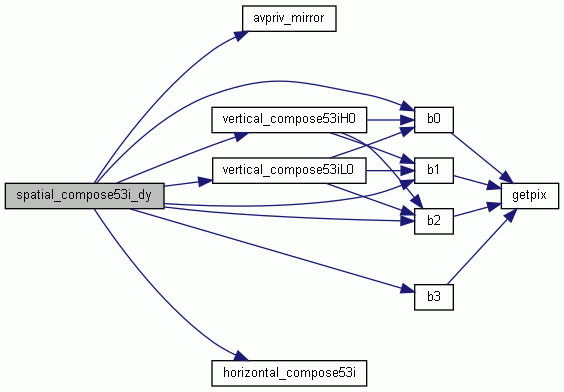 avpriv_mirror
vertical_compose53iH0
b0
vertical_compose53iL0
b1
spatial_compose53i_dy
getpix
b2
b3
horizontal_compose53i